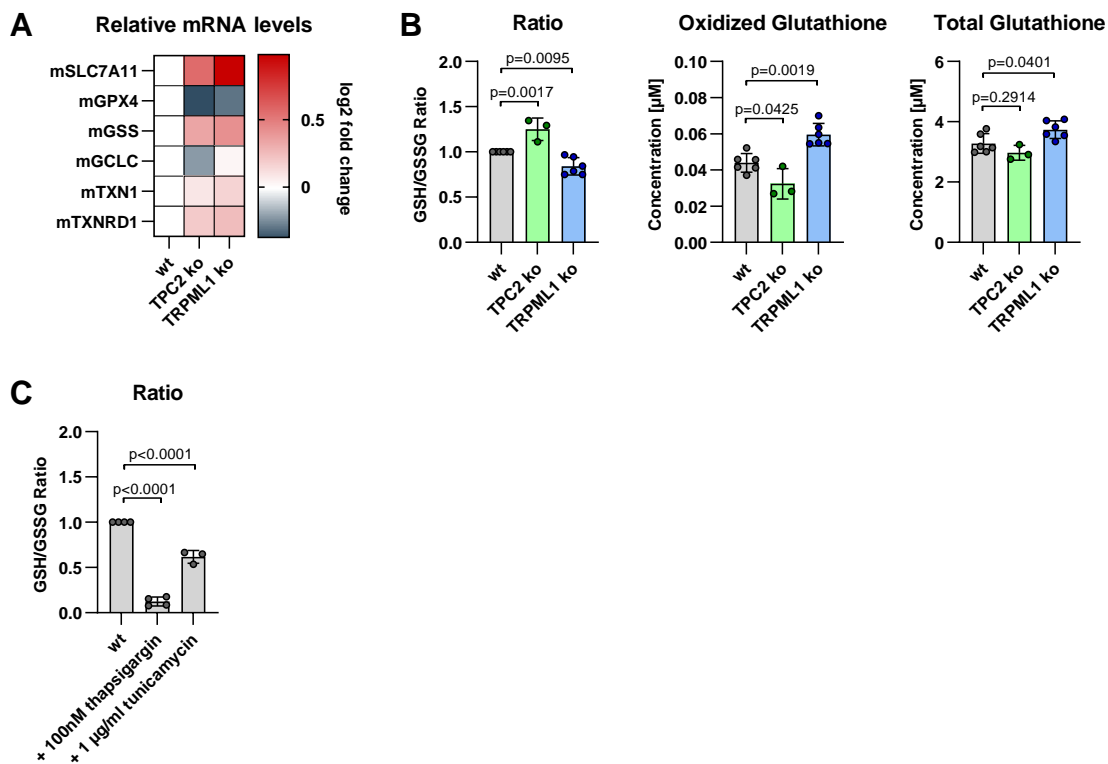 A
Relative mRNA levels
mSLC7A11
mGPX4
mGSS
mGCLC
mTXN1
mTXNRD1
wt
TPC2 ko
TRPML1 ko
0.5
0
log2 fold change
B
Ratio
GSH/GSSG Ratio
2.0
1.5
1.0
0.5
0.0
p=0.0095
p=0.0017
wt
TPC2 ko
TRPML1 ko
Oxidized Glutathione
Concentration [µM]
0.10
0.08
0.06
0.04
0.02
0.00
p=0.0019
p=0.0425
wt
TPC2 ko
TRPML1 ko
Total Glutathione
Concentration [µM]
6
4
2
0
p=0.0401
p=0.2914
wt
TPC2 ko
TRPML1 ko
C
Ratio
GSH/GSSG Ratio
2.0
1.5
1.0
0.5
0.0
p<0.0001
p<0.0001
wt
+ 100nM thapsigargin
+ 1 µg/ml tunicamycin